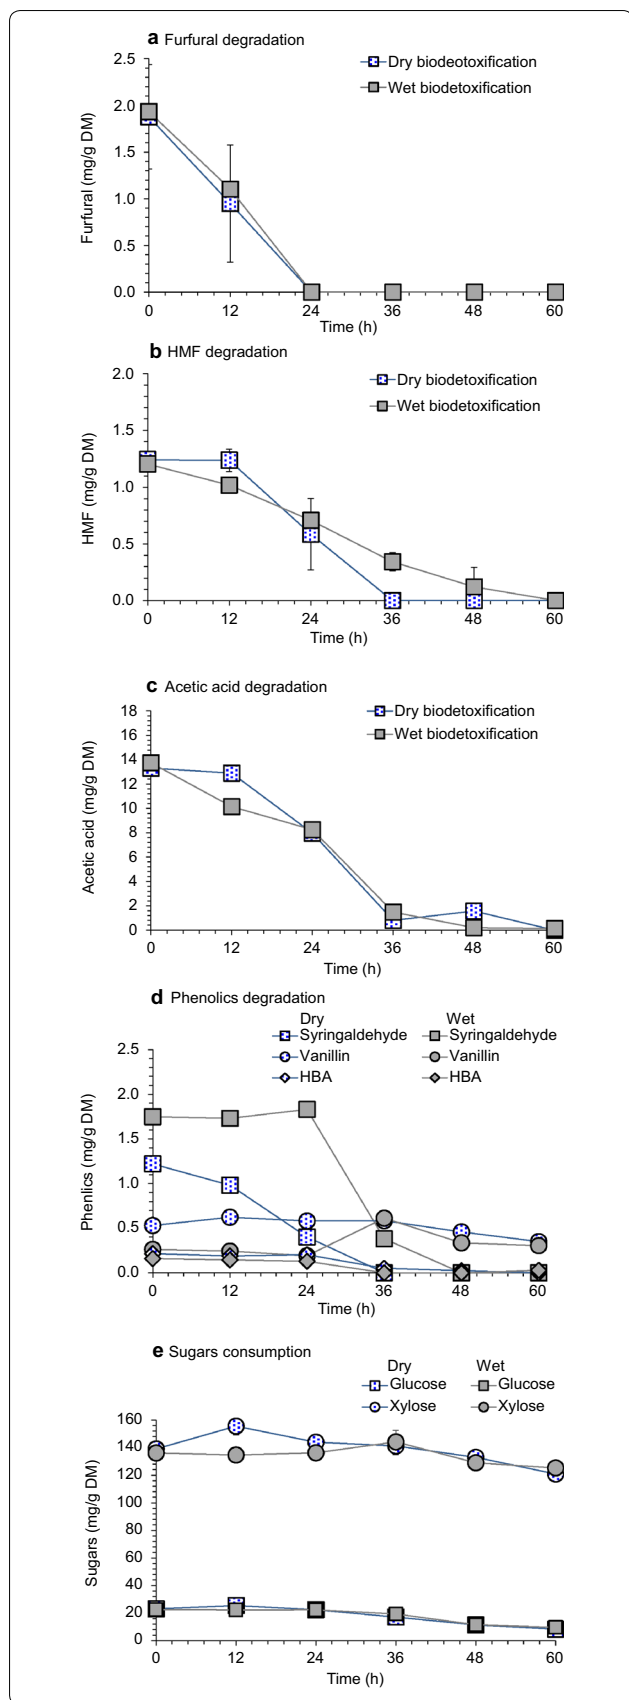 a Furfural degradation
Dry biodeotoxification
Wet biodetoxification
Furfural (mg/g DM)
2.5
2.0
1.5
1.0
0.5
0.0
0 12 24 36 48 60
Time (h)
b HMF degradation
Dry biodetoxification
Wet biodetoxification
HMF (mg/g DM)
2.0
1.5
1.0
0.5
0.0
0 12 24 36 48 60
Time (h)
c Acetic acid degradation
Dry biodetoxification
Wet biodetoxification
Acetic acid (mg/g DM)
18
16
14
12
10
8
6
4
2
0
0 12 24 36 48 60
Time (h)
d Phenolics degradation
Dry Wet
Syringaldehyde Syringaldehyde
Vanillin Vanillin
HBA HBA
Phenlics (mg/g DM)
2.5
2.0
1.5
1.0
0.5
0.0
0 12 24 36 48 60
Time (h)
e Sugars consumption
Dry Wet
Glucose Glucose
Xylose Xylose
Sugars (mg/g DM)
160
140
120
100
80
60
40
20
0
0 12 24 36 48 60
Time (h)